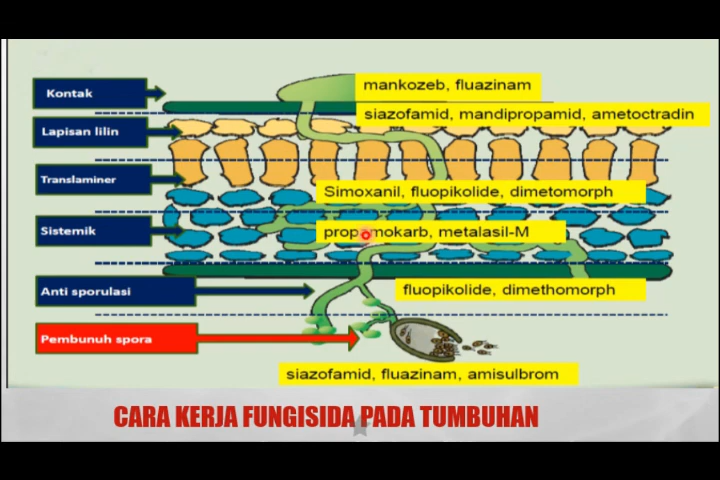 Kontak
mankozeb, fluazinam
siazofamid, mandipropamid, ametoctradin
Lapisan lilin
Translaminer
Simoxanil, fluopikolide, dimetomorph
Sistemik
propamokarb, metalasil-M
Anti sporulasi
fluopikolide, dimethomorph
Pembunuh spora
siazofamid, fluazinam, amisulbrom
CARA KERJA FUNGISIDA PADA TUMBUHAN